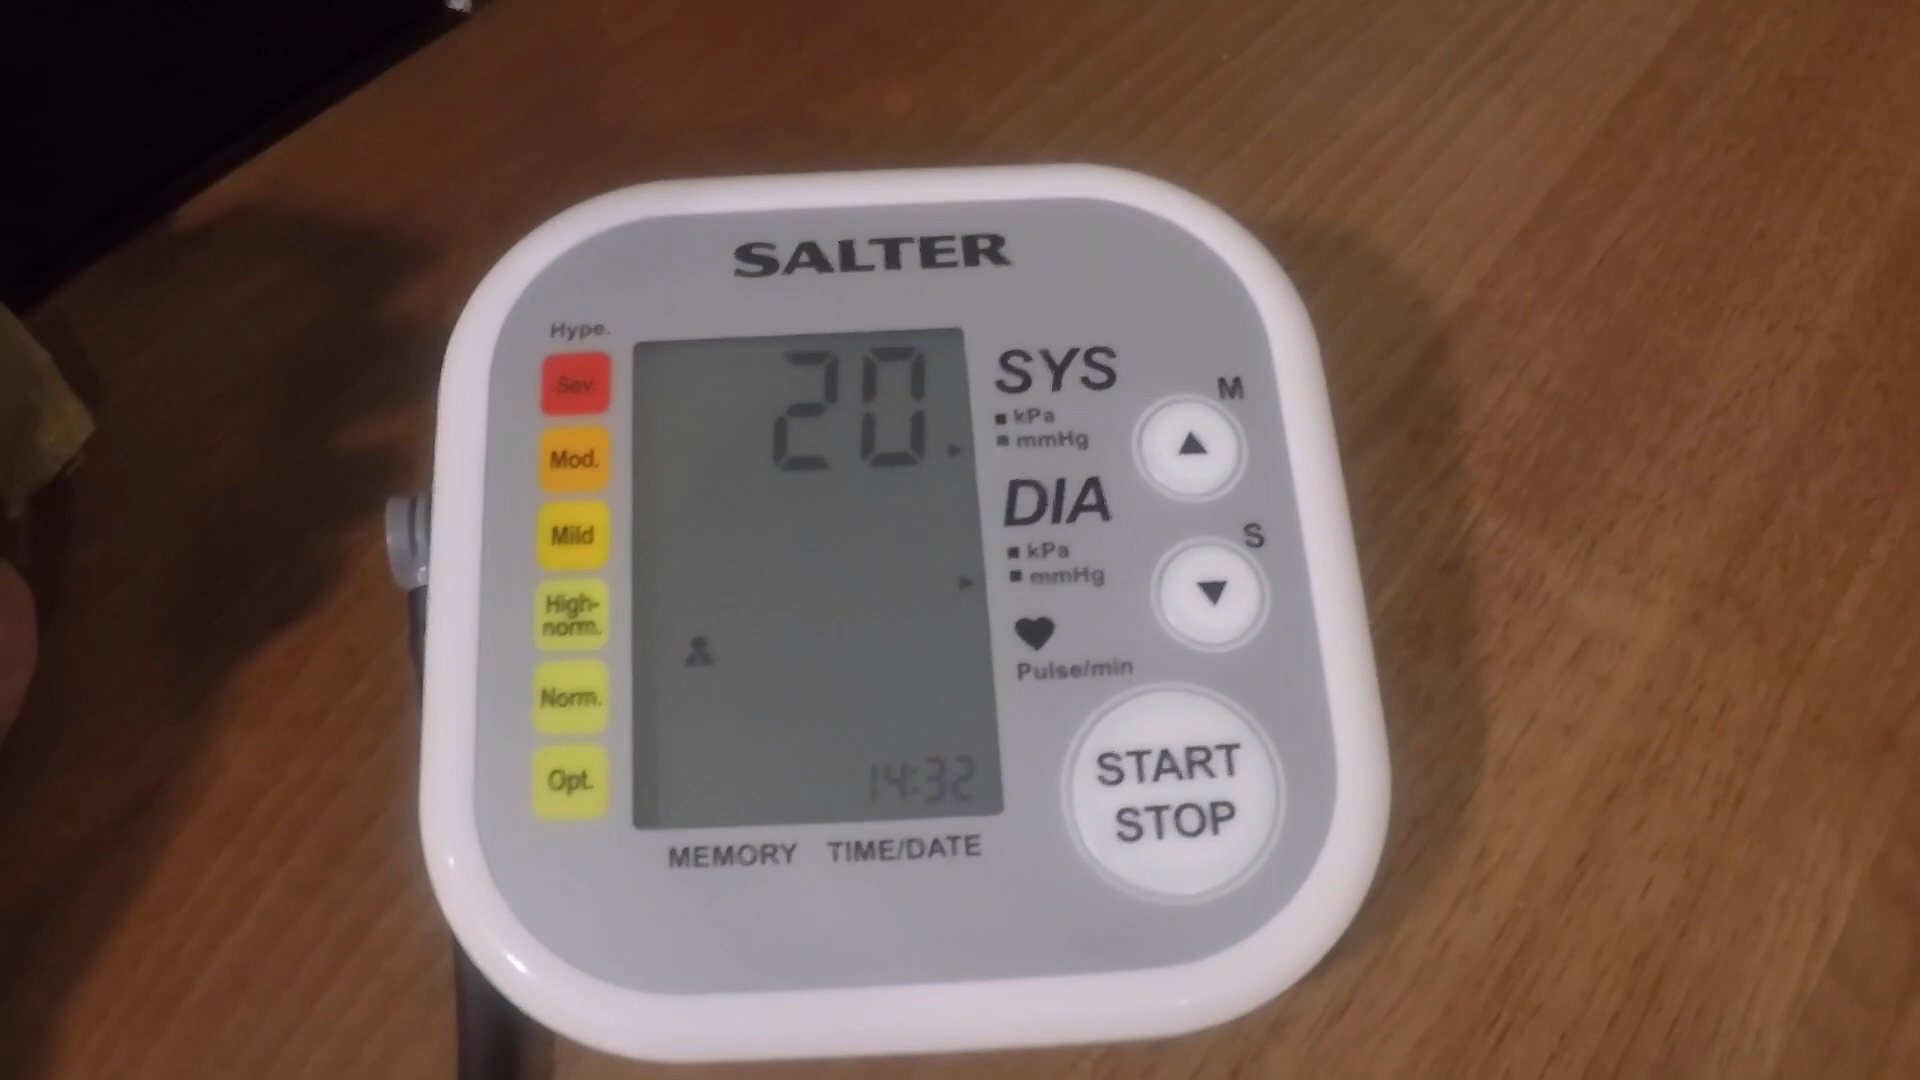 SALTER
Hype.
Sev.
Mod.
Mild
High-
norm.
Norm.
Opt.
20
14:32
SYS
kPa
mmHg
DIA
kPa
mmHg
Pulse/min
M
S
START
STOP
MEMORY TIME/DATE